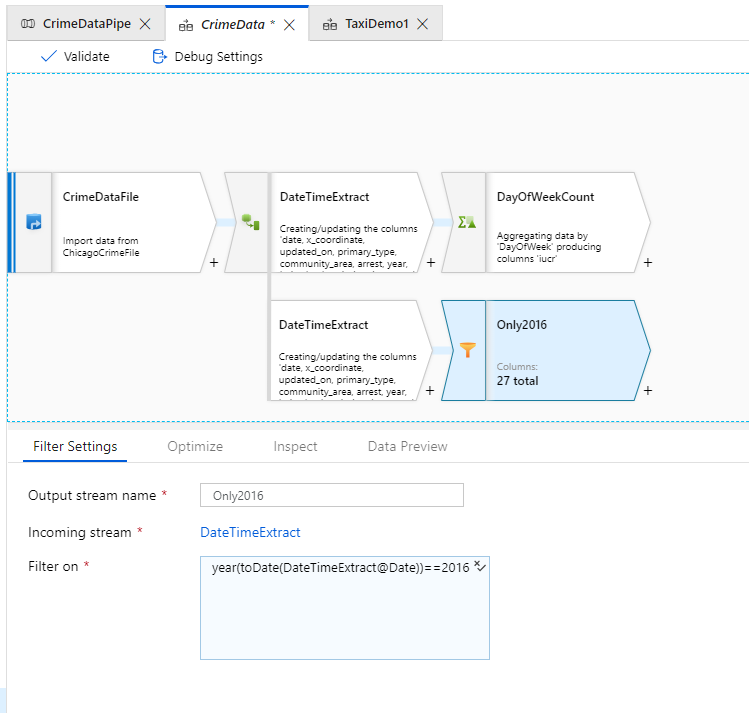 CrimeDataPipe
CrimeData *
TaxiDemo1
Validate
Debug Settings
CrimeDataFile
Import data from
ChicagoCrimeFile
+
DateTimeExtract
Creating/updating the columns
'date, x_coordinate,
updated_on, primary_type,
community_area, arrest, year,
+
DayOfWeekCount
Aggregating data by
'DayOfWeek' producing
columns 'iucr'
+
DateTimeExtract
Creating/updating the columns
'date, x_coordinate,
updated_on, primary_type,
community_area, arrest, year,
+
Only2016
Columns:
27 total
+
Filter Settings
Optimize
Inspect
Data Preview
Output stream name *
Only2016
Incoming stream *
DateTimeExtract
Filter on *
year(toDate(DateTimeExtract@Date))==2016